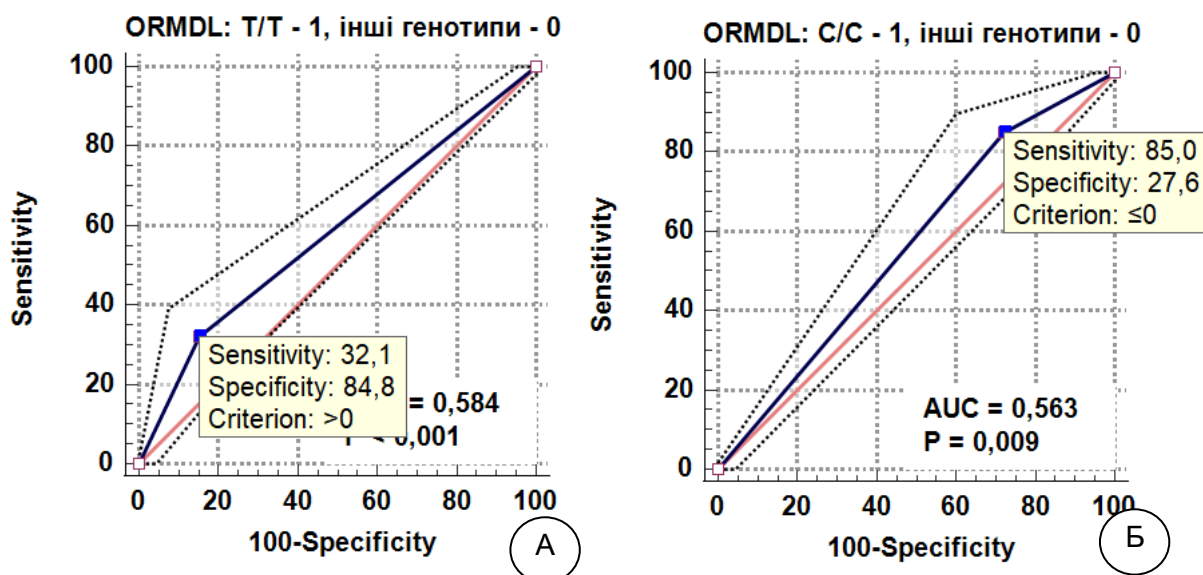 ORMDL: T/T - 1, інші генотипи - 0
100
80
60
40
20
0
Sensitivity
Sensitivity: 32,1
Specificity: 84,8
Criterion: >0
= 0,584
< 0,001
0 20 40 60 80 100
100-Specificity
А
ORMDL: C/C - 1, інші генотипи - 0
100
80
60
40
20
0
Sensitivity
Sensitivity: 85,0
Specificity: 27,6
Criterion: ≤0
AUC = 0,563
P = 0,009
0 20 40 60 80 100
100-Specificity
Б